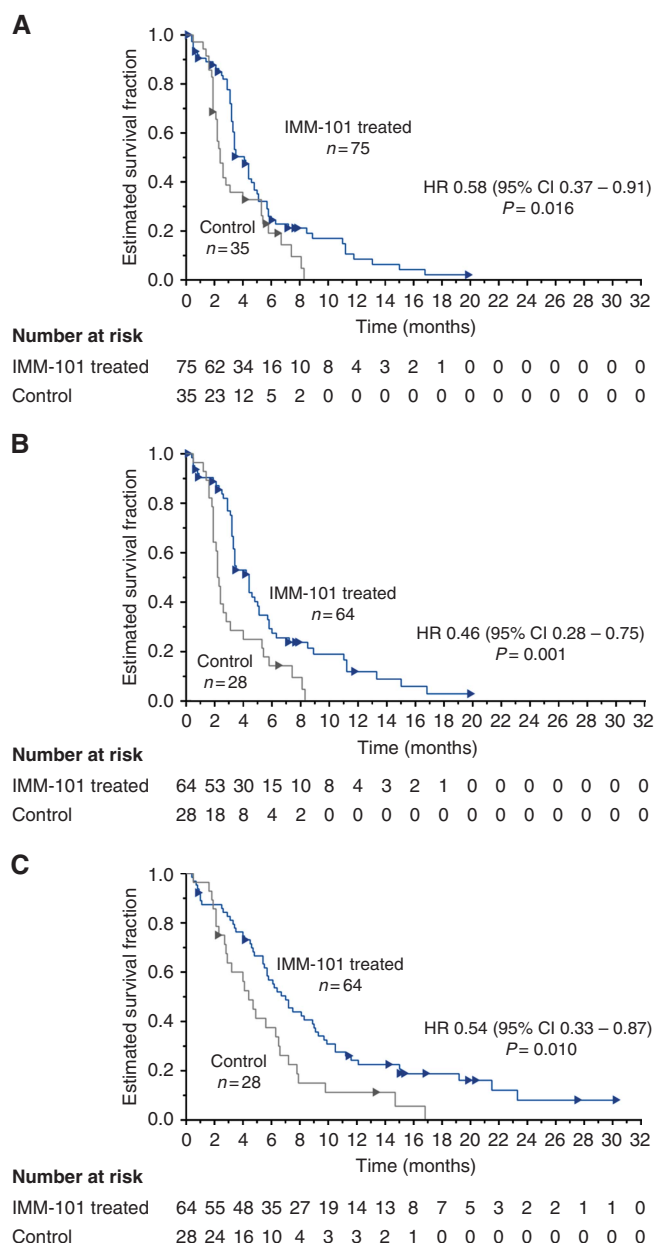 A
Estimated survival fraction
1.0
0.8
0.6
0.4
0.2
0.0
IMM-101 treated
n=75
HR 0.58 (95% CI 0.37 – 0.91)
P=0.016
Control
n=35
0 2 4 6 8 10 12 14 16 18 20 22 24 26 28 30 32
Time (months)
Number at risk
IMM-101 treated 75 62 34 16 10 8 4 3 2 1 0 0 0 0 0 0 0
Control 35 23 12 5 2 0 0 0 0 0 0 0 0 0 0 0 0
B
Estimated survival fraction
1.0
0.8
0.6
0.4
0.2
0.0
IMM-101 treated
n=64
HR 0.46 (95% CI 0.28 – 0.75)
P=0.001
Control
n=28
0 2 4 6 8 10 12 14 16 18 20 22 24 26 28 30 32
Time (months)
Number at risk
IMM-101 treated 64 53 30 15 10 8 4 3 2 1 0 0 0 0 0 0 0
Control 28 18 8 4 2 0 0 0 0 0 0 0 0 0 0 0 0
C
Estimated survival fraction
1.0
0.8
0.6
0.4
0.2
0.0
IMM-101 treated
n=64
HR 0.54 (95% CI 0.33 – 0.87)
P=0.010
Control
n=28
0 2 4 6 8 10 12 14 16 18 20 22 24 26 28 30 32
Time (months)
Number at risk
IMM-101 treated 64 55 48 35 27 19 14 13 8 7 5 3 2 2 1 1 0
Control 28 24 16 10 4 3 3 2 1 0 0 0 0 0 0 0 0